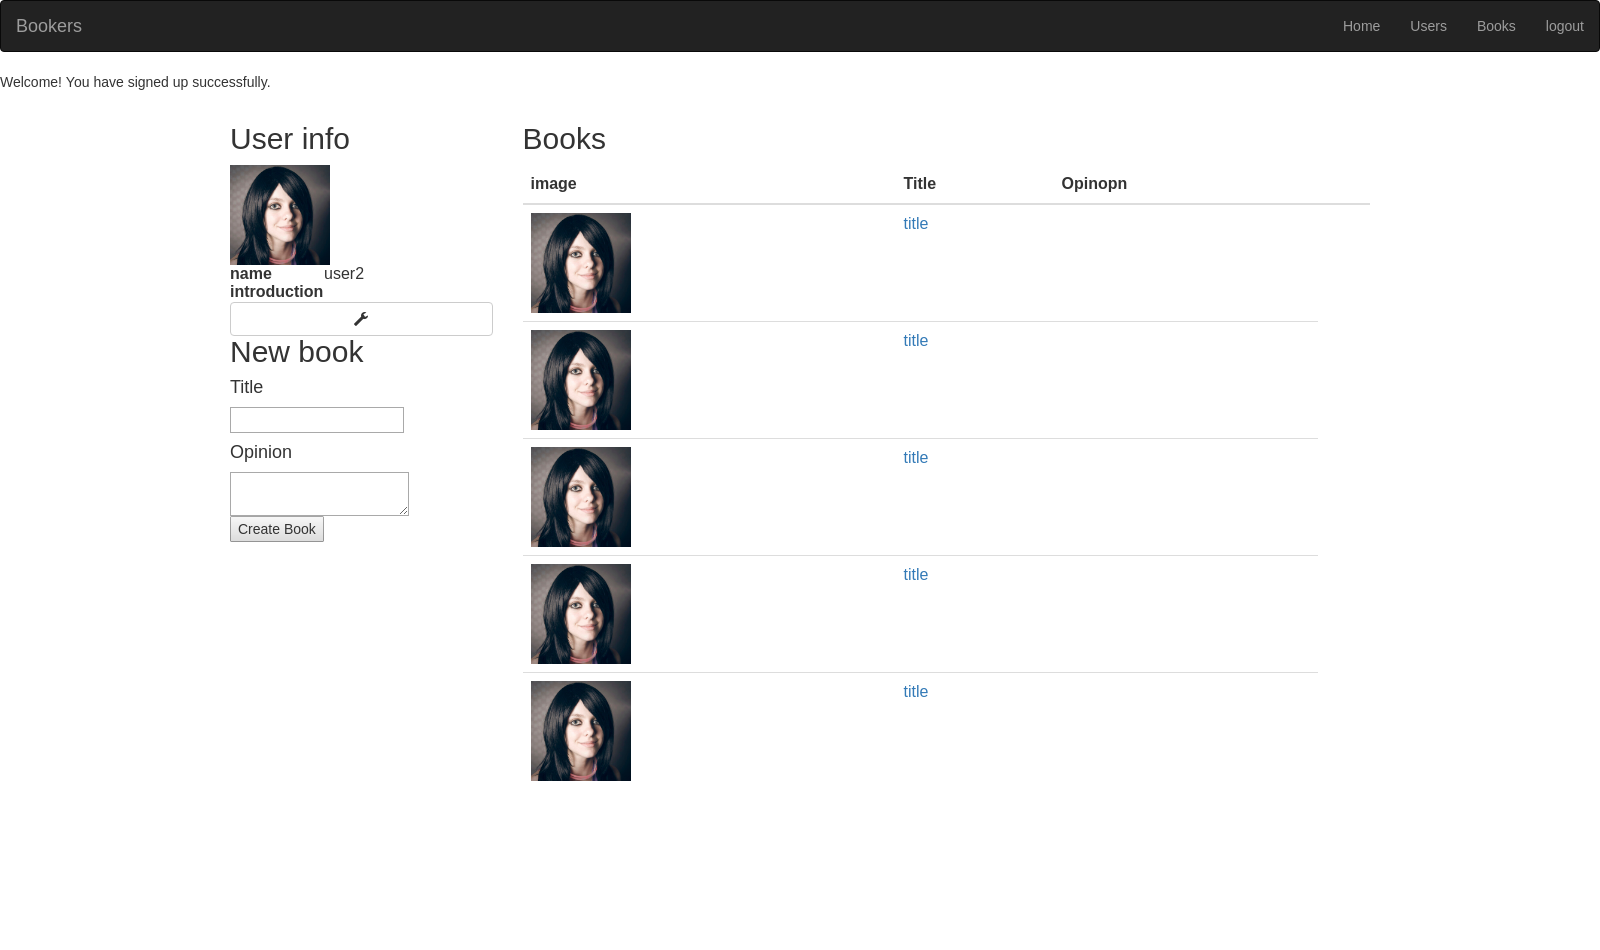 Bookers Home Users Books logout
Welcome! You have signed up successfully.
User info
name user2
introduction
New book
Title
Opinion
Create Book
Books
image Title Opinopn
title
title
title
title
title